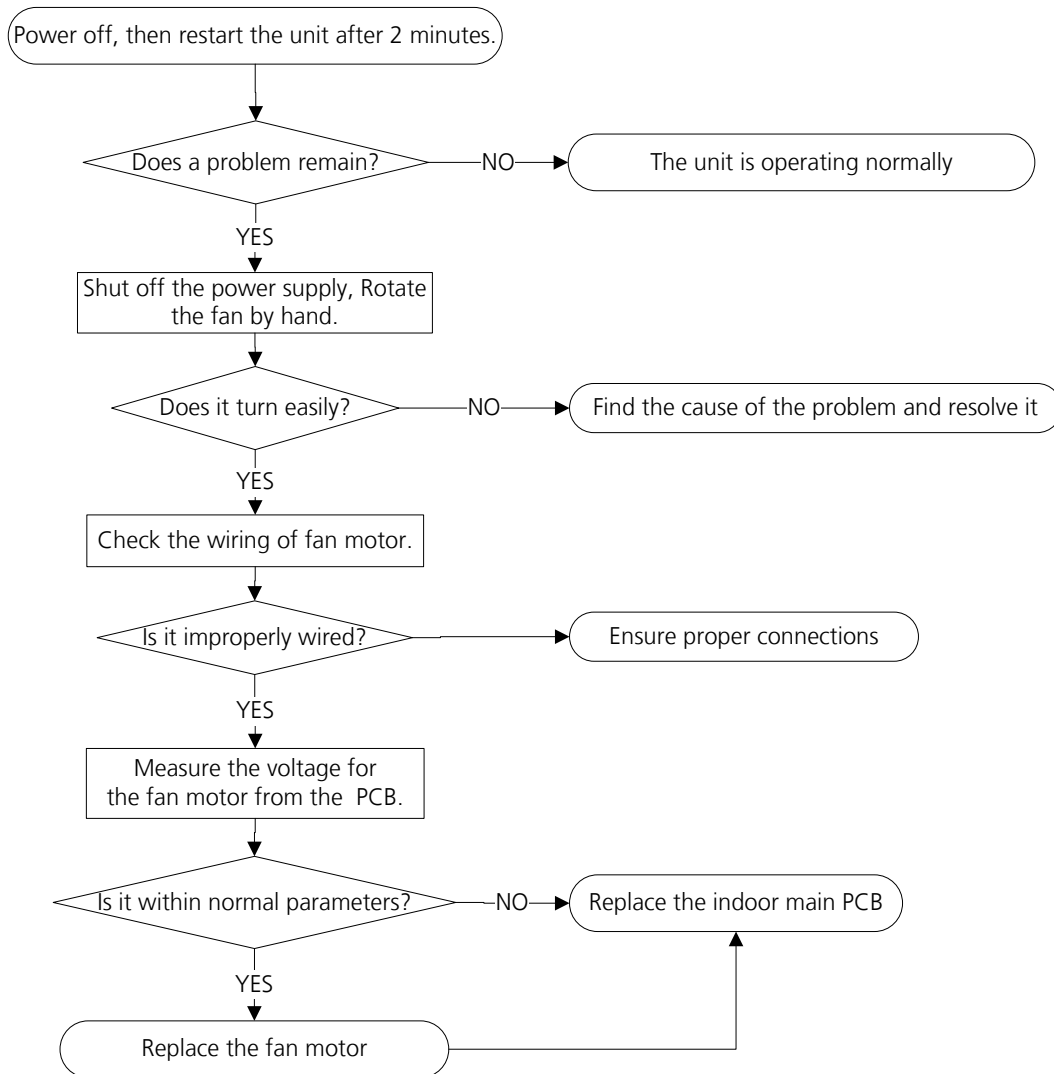 Power off, then restart the unit after 2 minutes.
Does a problem remain?
NO
The unit is operating normally
YES
Shut off the power supply, Rotate
the fan by hand.
Does it turn easily?
NO
Find the cause of the problem and resolve it
YES
Check the wiring of fan motor.
Is it improperly wired?
Ensure proper connections
YES
Measure the voltage for
the fan motor from the PCB.
Is it within normal parameters?
NO
Replace the indoor main PCB
YES
Replace the fan motor